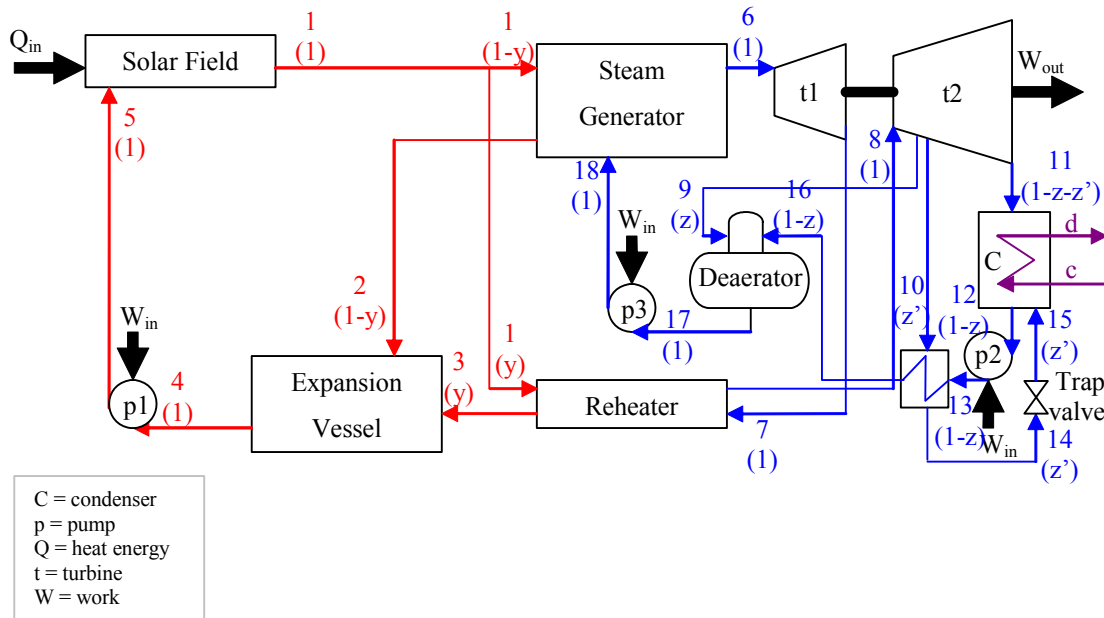 Q_in
Solar Field
1
(1)
1
(1-y)
Steam
Generator
6
(1)
t1
t2
W_out
5
(1)
18
(1)
9
(z)
16
(1-z)
8
(1)
11
(1-z-z’)
d
C
c
W_in
Deaerator
p3
17
(1)
10
(z’)
12
(1-z)
15
(z’)
p2
Trap
valve
2
(1-y)
W_in
p1
4
(1)
Expansion
Vessel
3
(y)
1
(y)
Reheater
7
(1)
13
(1-z)
W_in
14
(z’)
C = condenser
p = pump
Q = heat energy
t = turbine
W = work